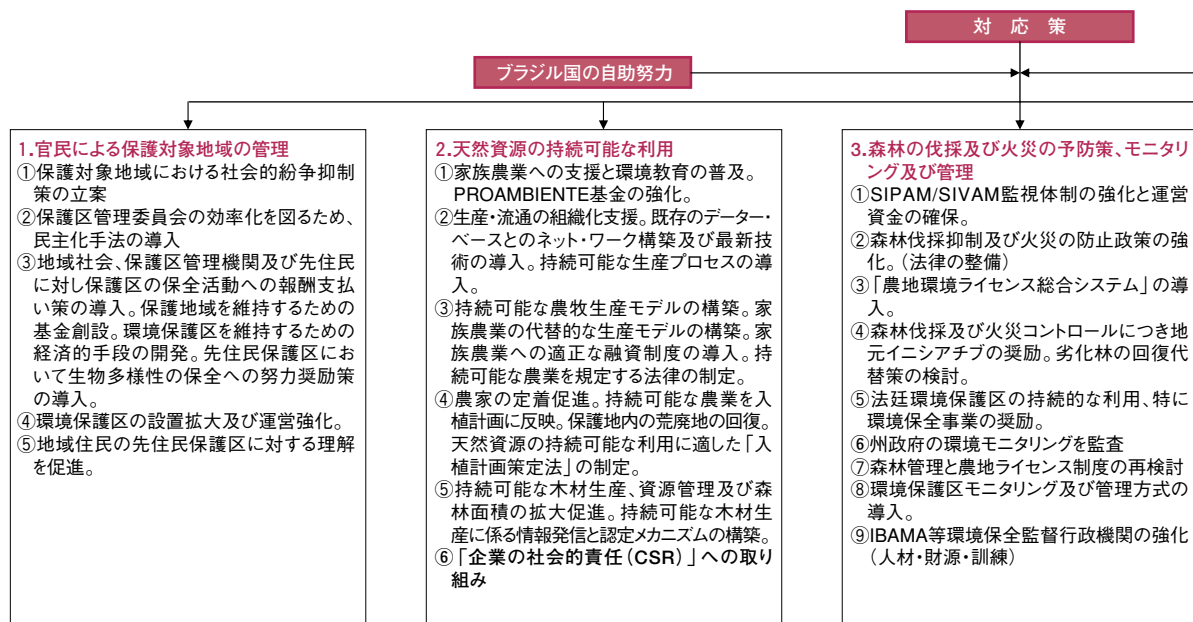 対 応 策
ブラジル国の自助努力
1.官民による保護対象地域の管理
①保護対象地域における社会的紛争抑制
策の立案
②保護区管理委員会の効率化を図るため、
民主化手法の導入
③地域社会、保護区管理機関及び先住民
に対し保護区の保全活動への報酬支払
い策の導入。保護地域を維持するための
基金創設。環境保護区を維持するための
経済的手段の開発。先住民保護区にお
いて生物多様性の保全への努力奨励策
の導入。
④環境保護区の設置拡大及び運営強化。
⑤地域住民の先住民保護区に対する理解
を促進。
2.天然資源の持続可能な利用
①家族農業への支援と環境教育の普及。
PROAMBIENTE基金の強化。
②生産・流通の組織化支援。既存のデーター・
ベースとのネット・ワーク構築及び最新技
術の導入。持続可能な生産プロセスの導
入。
③持続可能な農牧生産モデルの構築。家
族農業の代替的な生産モデルの構築。家
族農業への適正な融資制度の導入。持
続可能な農業を規定する法律の制定。
④農家の定着促進。持続可能な農業を入
植計画に反映。保護地内の荒廃地の回復。
天然資源の持続可能な利用に適した「入
植計画策定法」の制定。
⑤持続可能な木材生産、資源管理及び森
林面積の拡大促進。持続可能な木材生
産に係る情報発信と認定メカニズムの構築。
⑥「企業の社会的責任(CSR)」への取り
組み
3.森林の伐採及び火災の予防策、モニタリ
ング及び管理
①SIPAM/SIVAM監視体制の強化と運営
資金の確保。
②森林伐採抑制及び火災の防止政策の強
化。(法律の整備)
③「農地環境ライセンス総合システム」の導
入。
④森林伐採及び火災コントロールにつき地
元イニシアチブの奨励。劣化林の回復代
替策の検討。
⑤法廷環境保護区の持続的な利用、特に
環境保全事業の奨励。
⑥州政府の環境モニタリングを監査
⑦森林管理と農地ライセンス制度の再検討
⑧環境保護区モニタリング及び管理方式の
導入。
⑨IBAMA等環境保全監督行政機関の強化
(人材・財源・訓練)